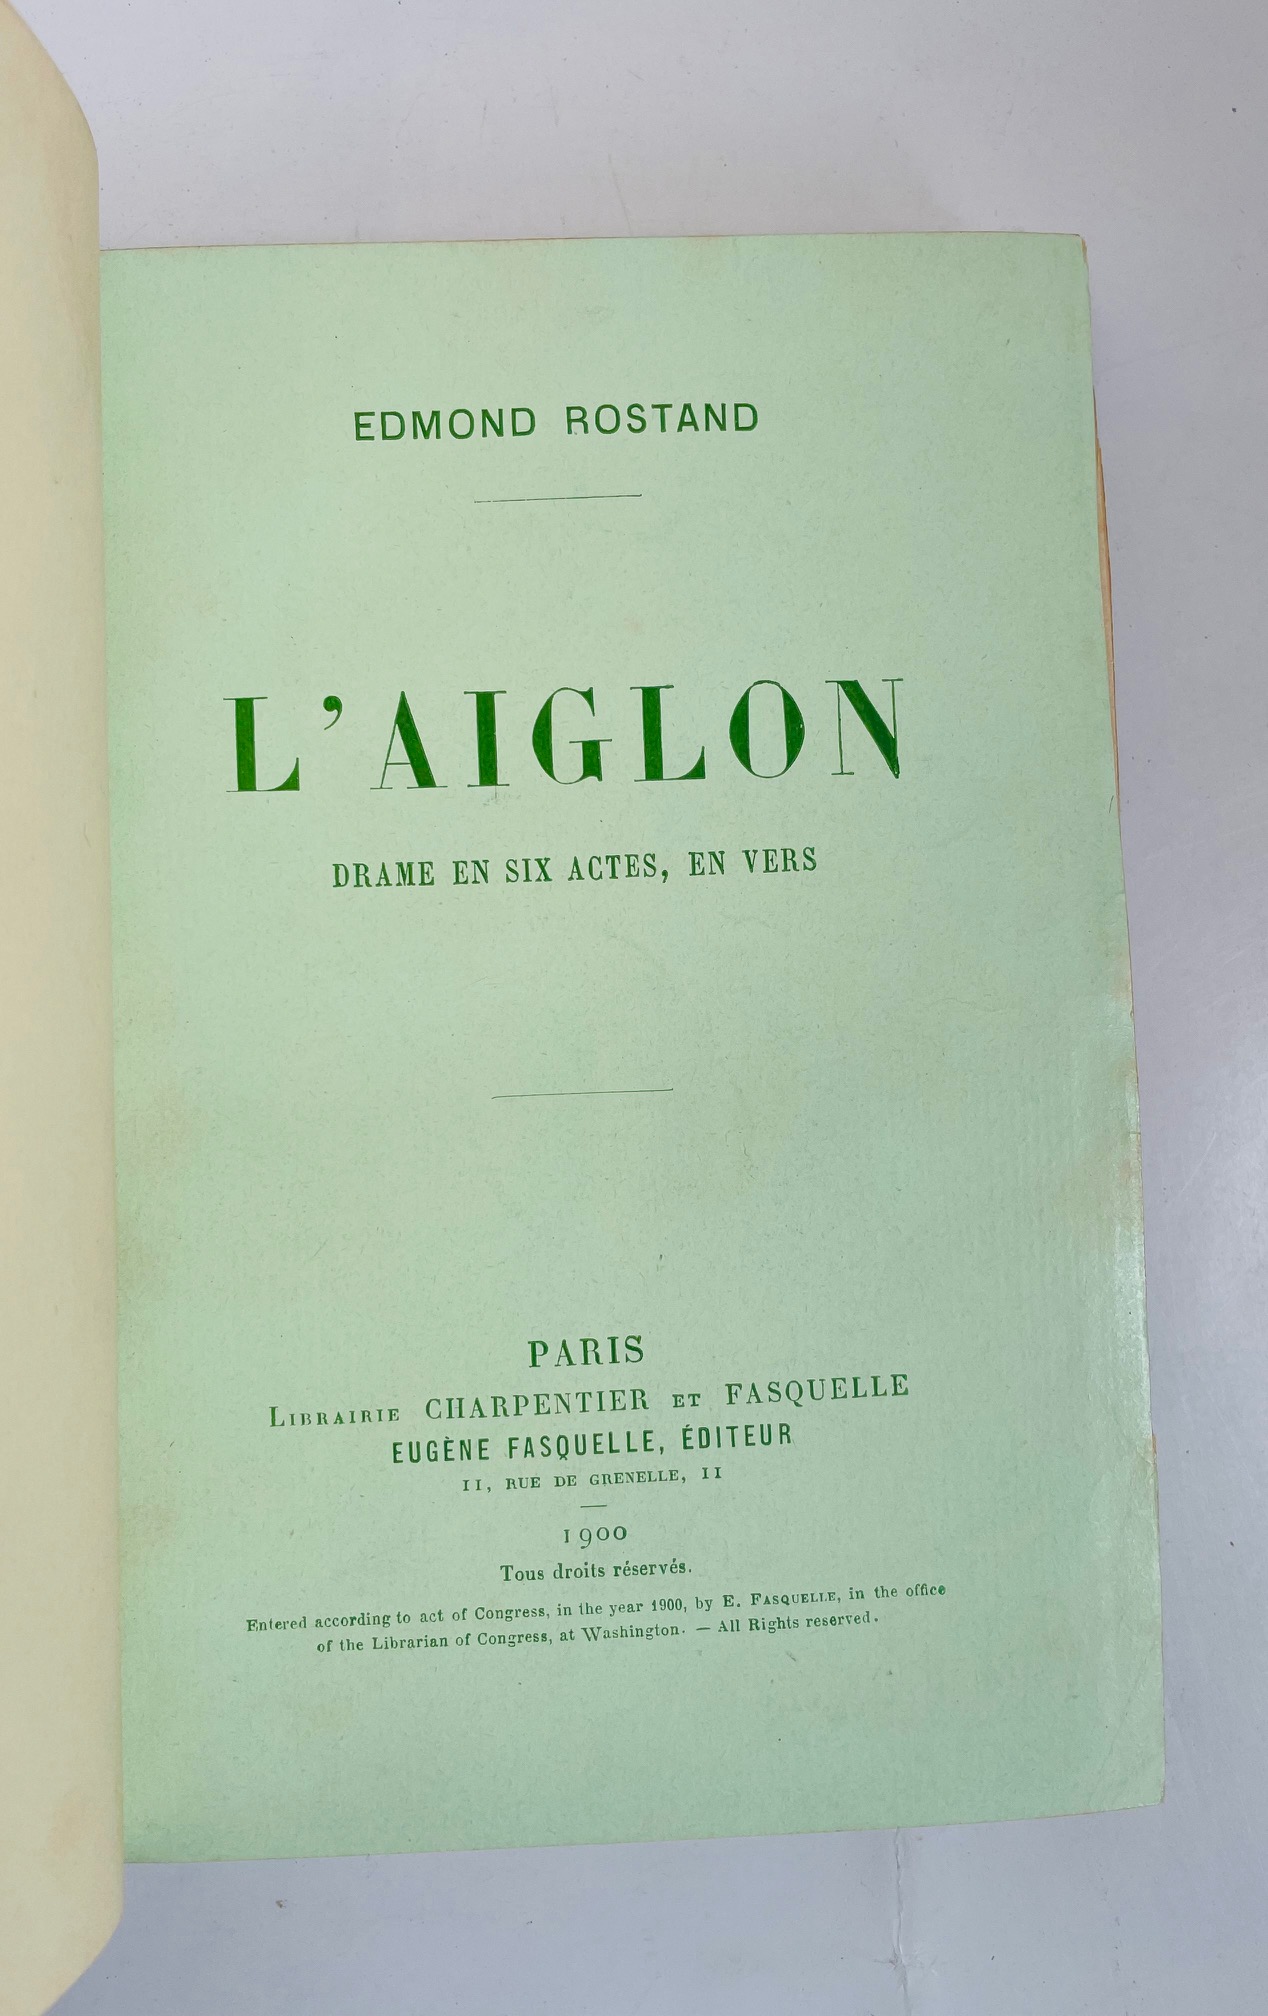 EDMOND ROSTAND
L'AIGLON
DRAME EN SIX ACTES, EN VERS
PARIS
LIBRAIRIE CHARPENTIER ET FASQUELLE
EUGÈNE FASQUELLE, ÉDITEUR
11, RUE DE GRENELLE, 11
1900
Tous droits réservés.
Entered according to act of Congress, in the year 1900, by E. FASQUELLE, in the office
of the Librarian of Congress, at Washington. — All Rights reserved.